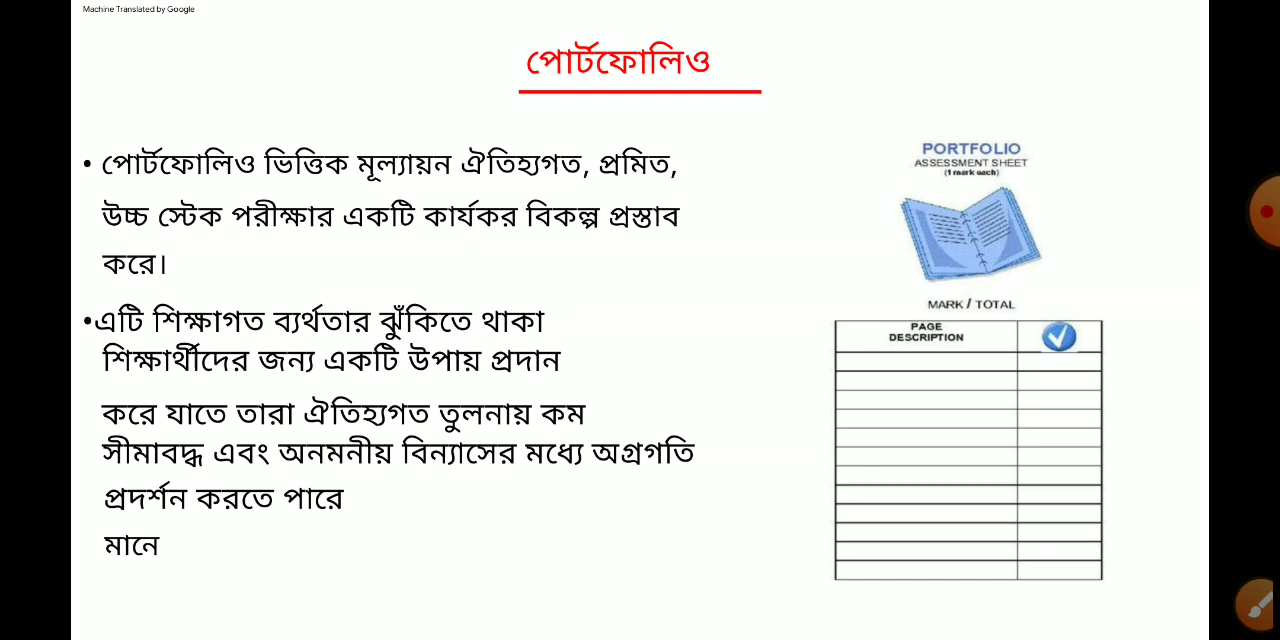 Machine Translated by Google
পোর্টফোলিও
• পোর্টফোলিও ভিত্তিক মূল্যায়ন ঐতিহ্যগত, প্রমিত,
উচ্চ স্টেক পরীক্ষার একটি কার্যকর বিকল্প প্রস্তাব
করে।
•এটি শিক্ষাগত ব্যর্থতার ঝুঁকিতে থাকা
শিক্ষার্থীদের জন্য একটি উপায় প্রদান
করে যাতে তারা ঐতিহ্যগত তুলনায় কম
সীমাবদ্ধ এবং অনমনীয় বিন্যাসের মধ্যে অগ্রগতি
প্রদর্শন করতে পারে
মানে
PORTFOLIO
ASSESSMENT SHEET
(1 mark each)
MARK / TOTAL
PAGE
DESCRIPTION